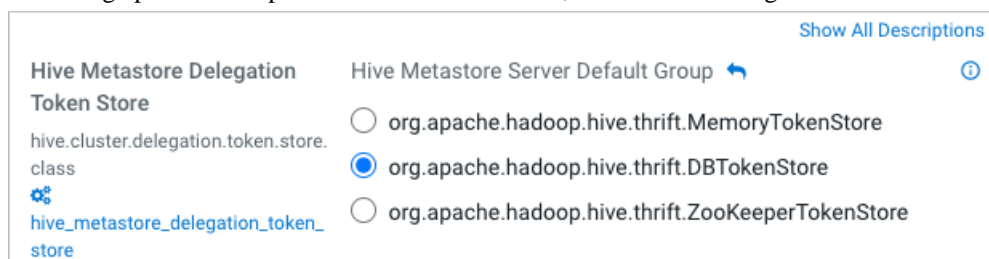 Show All Descriptions
Hive Metastore Delegation
Token Store
hive.cluster.delegation.token.store.
class
hive_metastore_delegation_token_
store
Hive Metastore Server Default Group
org.apache.hadoop.hive.thrift.MemoryTokenStore
org.apache.hadoop.hive.thrift.DBTokenStore
org.apache.hadoop.hive.thrift.ZooKeeperTokenStore